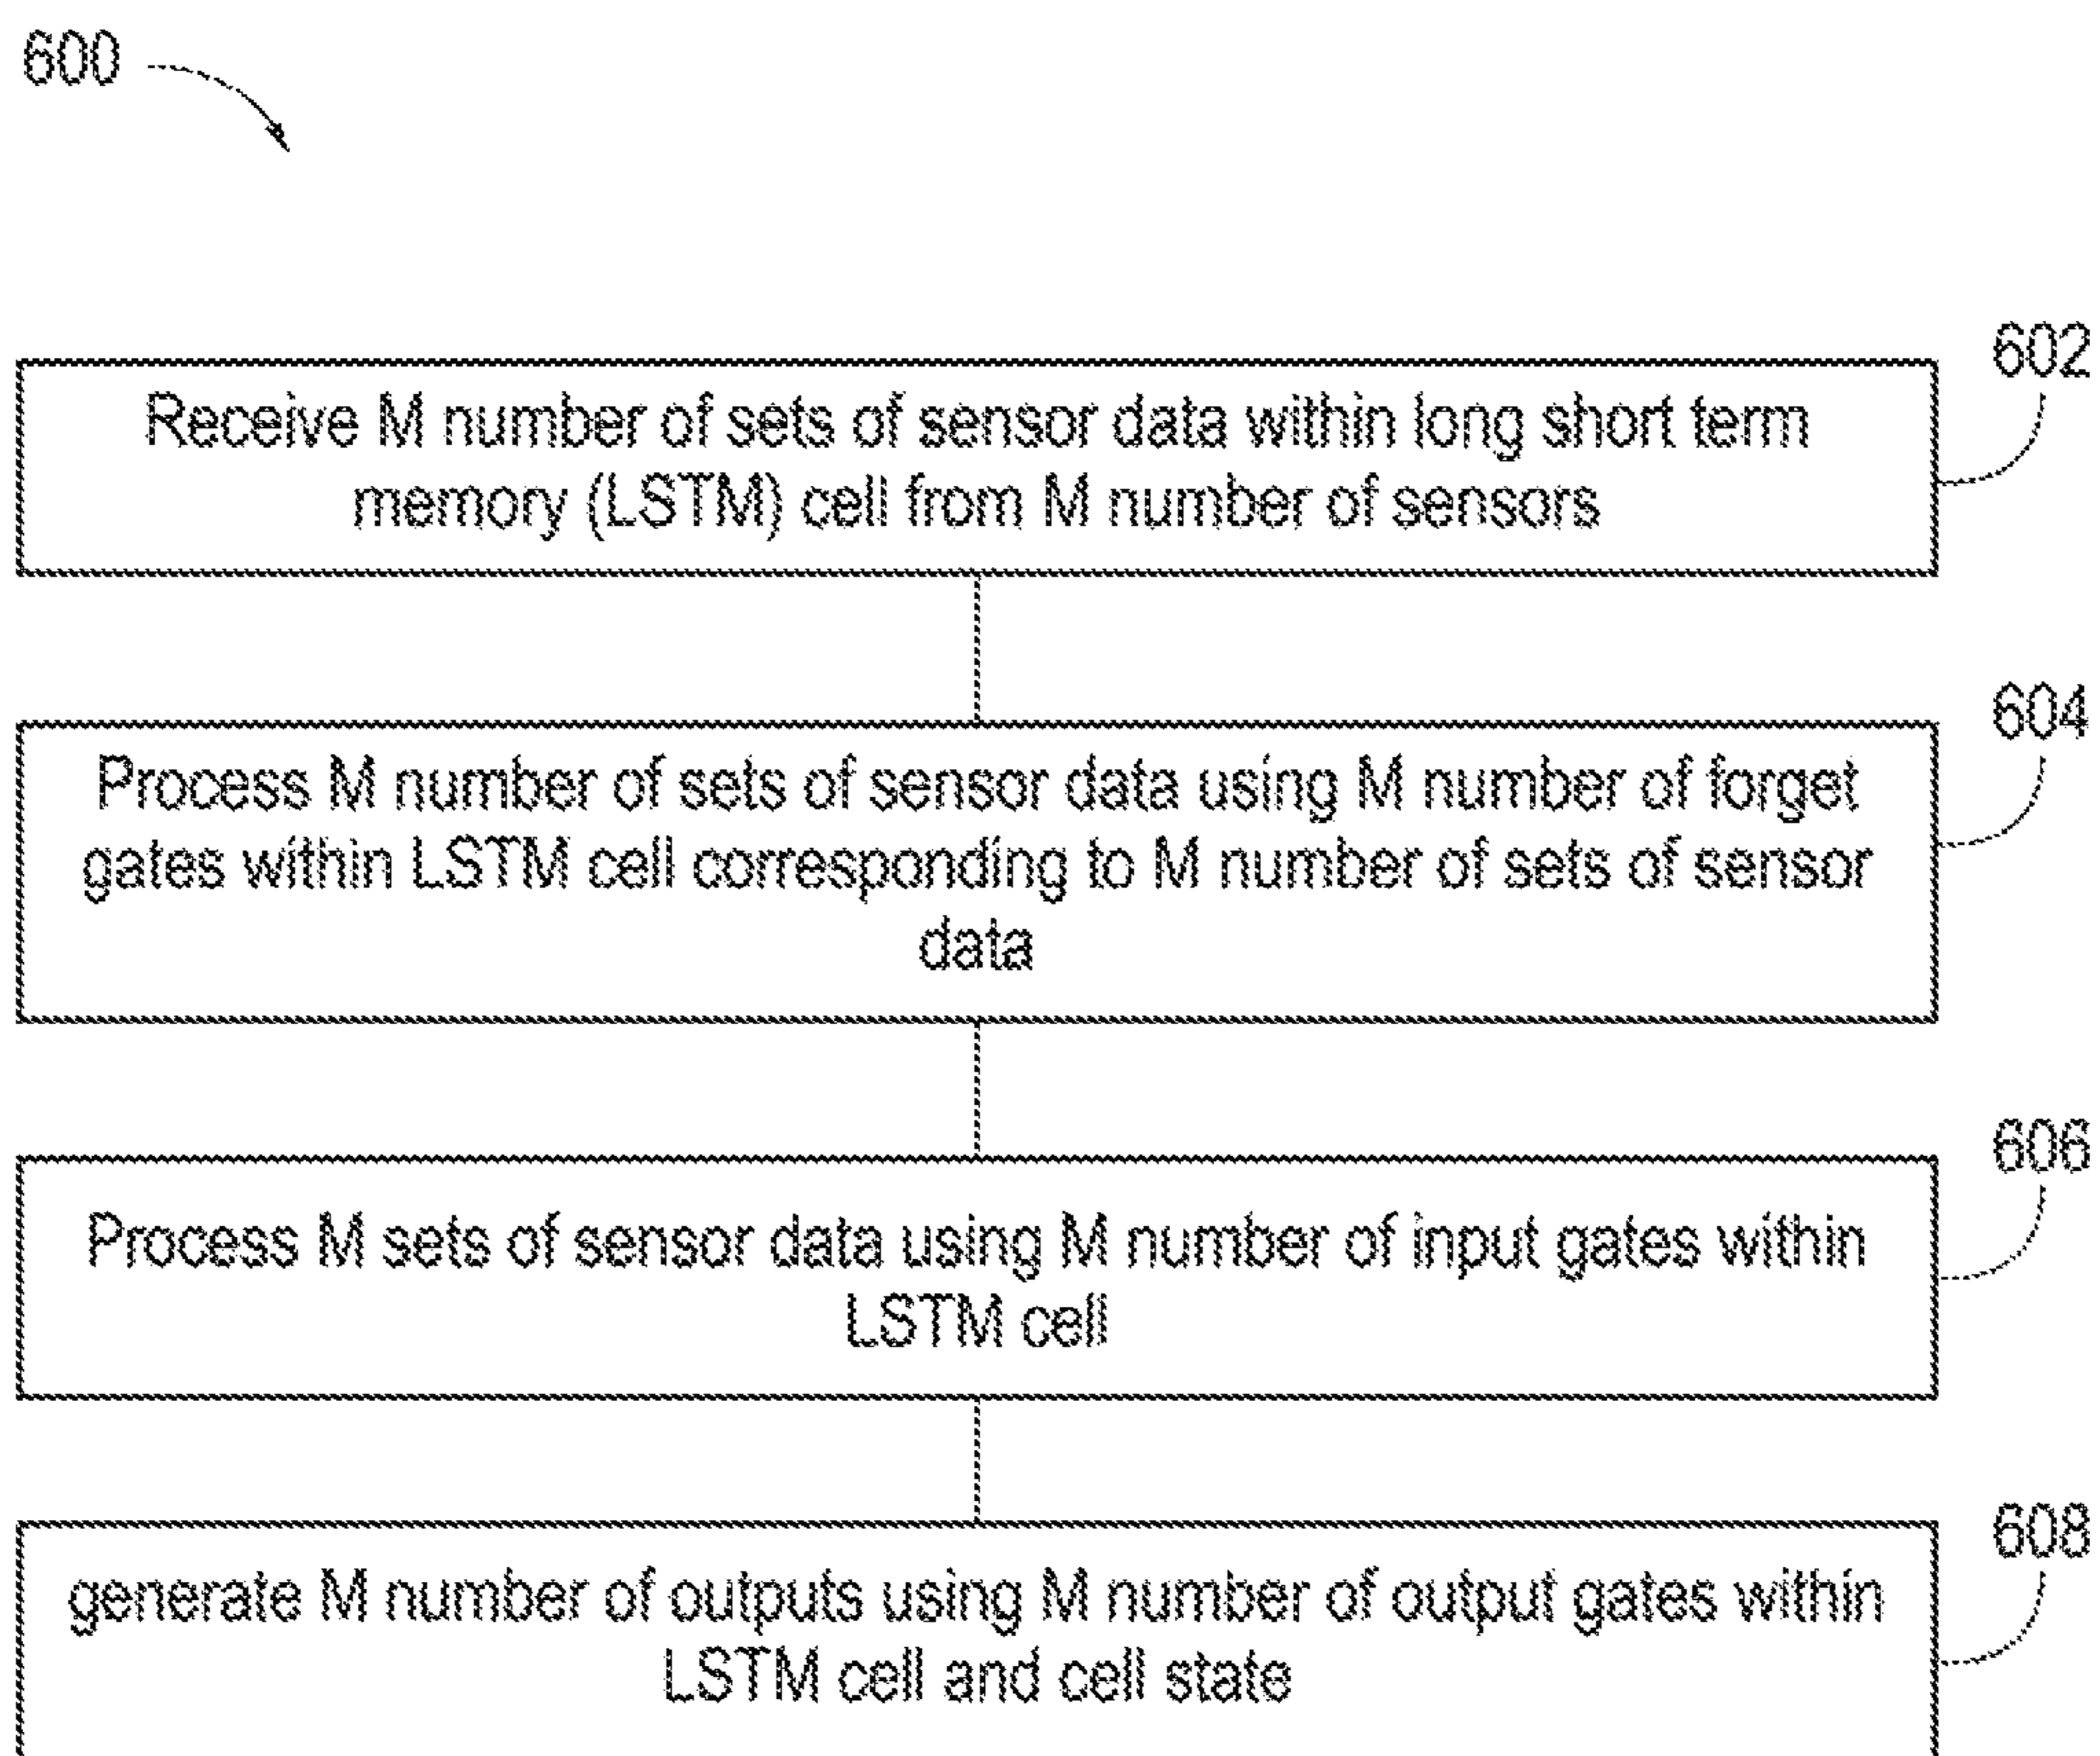 600
602
Receive M number of sets of sensor data within long short term
memory (LSTM) cell from M number of sensors
604
Process M number of sets of sensor data using M number of forget
gates within LSTM cell corresponding to M number of sets of sensor
data
606
Process M sets of sensor data using M number of input gates within
LSTM cell
608
generate M number of outputs using M number of output gates within
LSTM cell and cell state